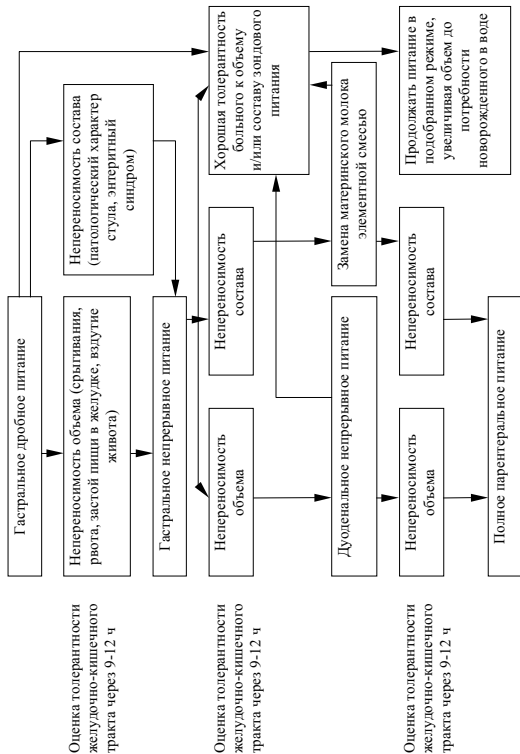 Гастральное дробное питание
Оценка толерантности
желудочно-кишечного
тракта через 9-12 ч
Непереносимость объема (срыгивания,
рвота, застой пищи в желудке, вздутие
живота)
Непереносимость состава
(патологический характер
стула, энтеритный
синдром)
Гастральное непрерывное питание
Оценка толерантности
желудочно-кишечного
тракта через 9-12 ч
Непереносимость
объема
Непереносимость
состава
Хорошая толерантность
больного к объему
и/или составу зондового
питания
Дуоденальное непрерывное питание
Замена материнского молока
элементной смесью
Оценка толерантности
желудочно-кишечного
тракта через 9-12 ч
Непереносимость
объема
Непереносимость
состава
Продолжать питание в
подобранном режиме,
увеличивая объем до
потребности
новорожденного в воде
Полное парентеральное питание